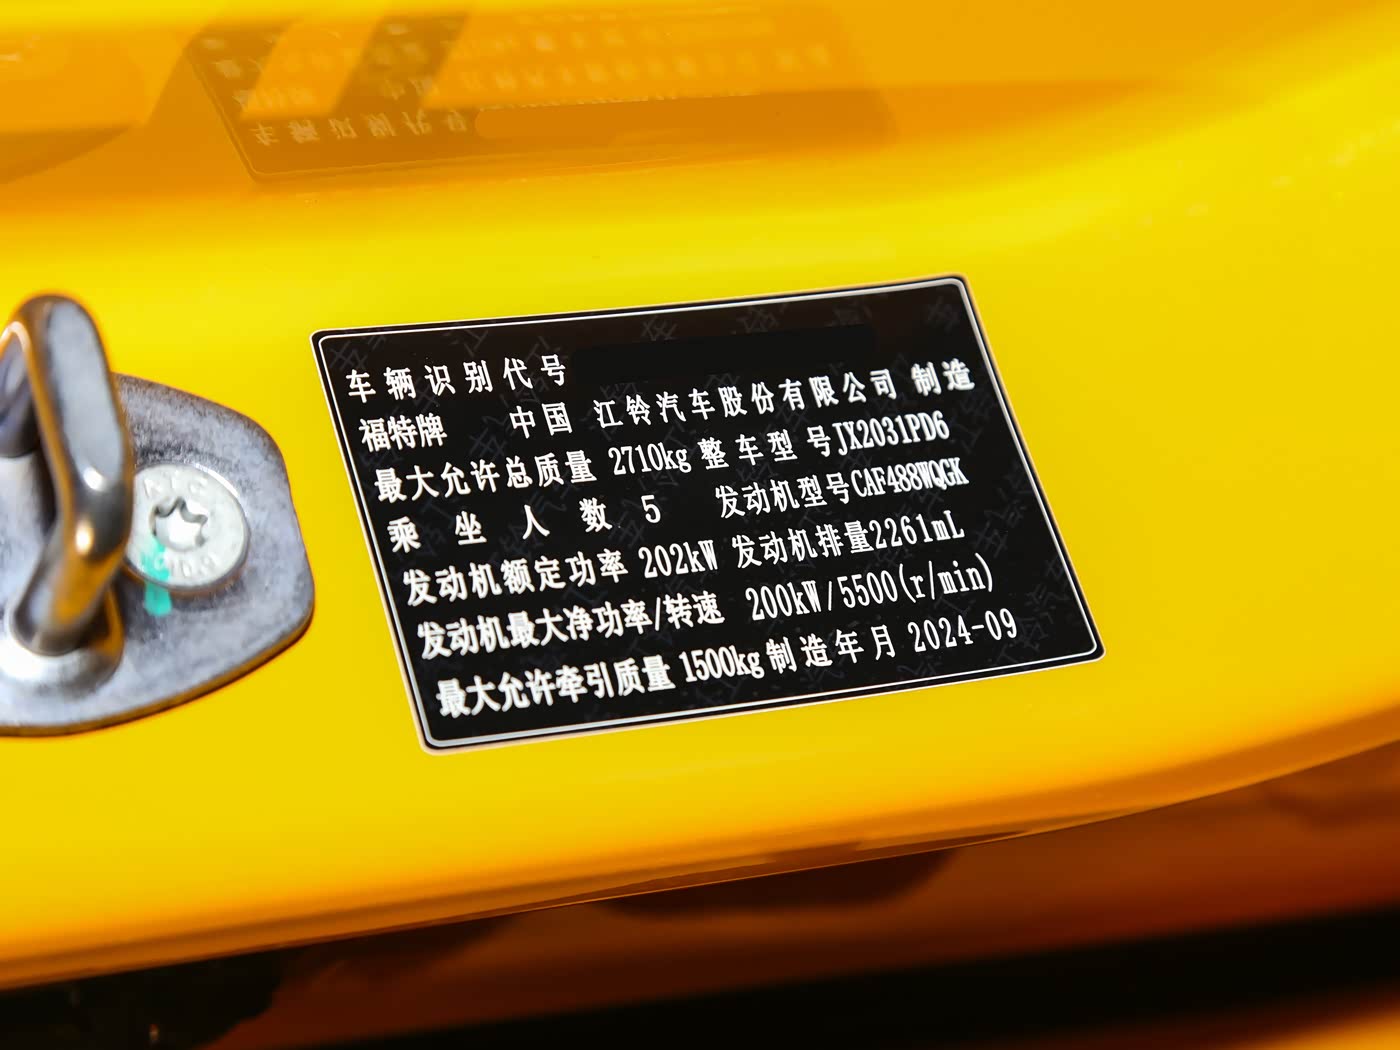 车辆识别代号
福特牌 中国 江铃汽车股份有限公司 制造
最大允许总质量 2710kg 整车型号JX2031PD6
乘坐人数 5 发动机型号CAF488WQGK
发动机额定功率 202kW 发动机排量2261mL
发动机最大净功率/转速 200kW/5500(r/min)
最大允许牵引质量 1500kg 制造年月 2024-09